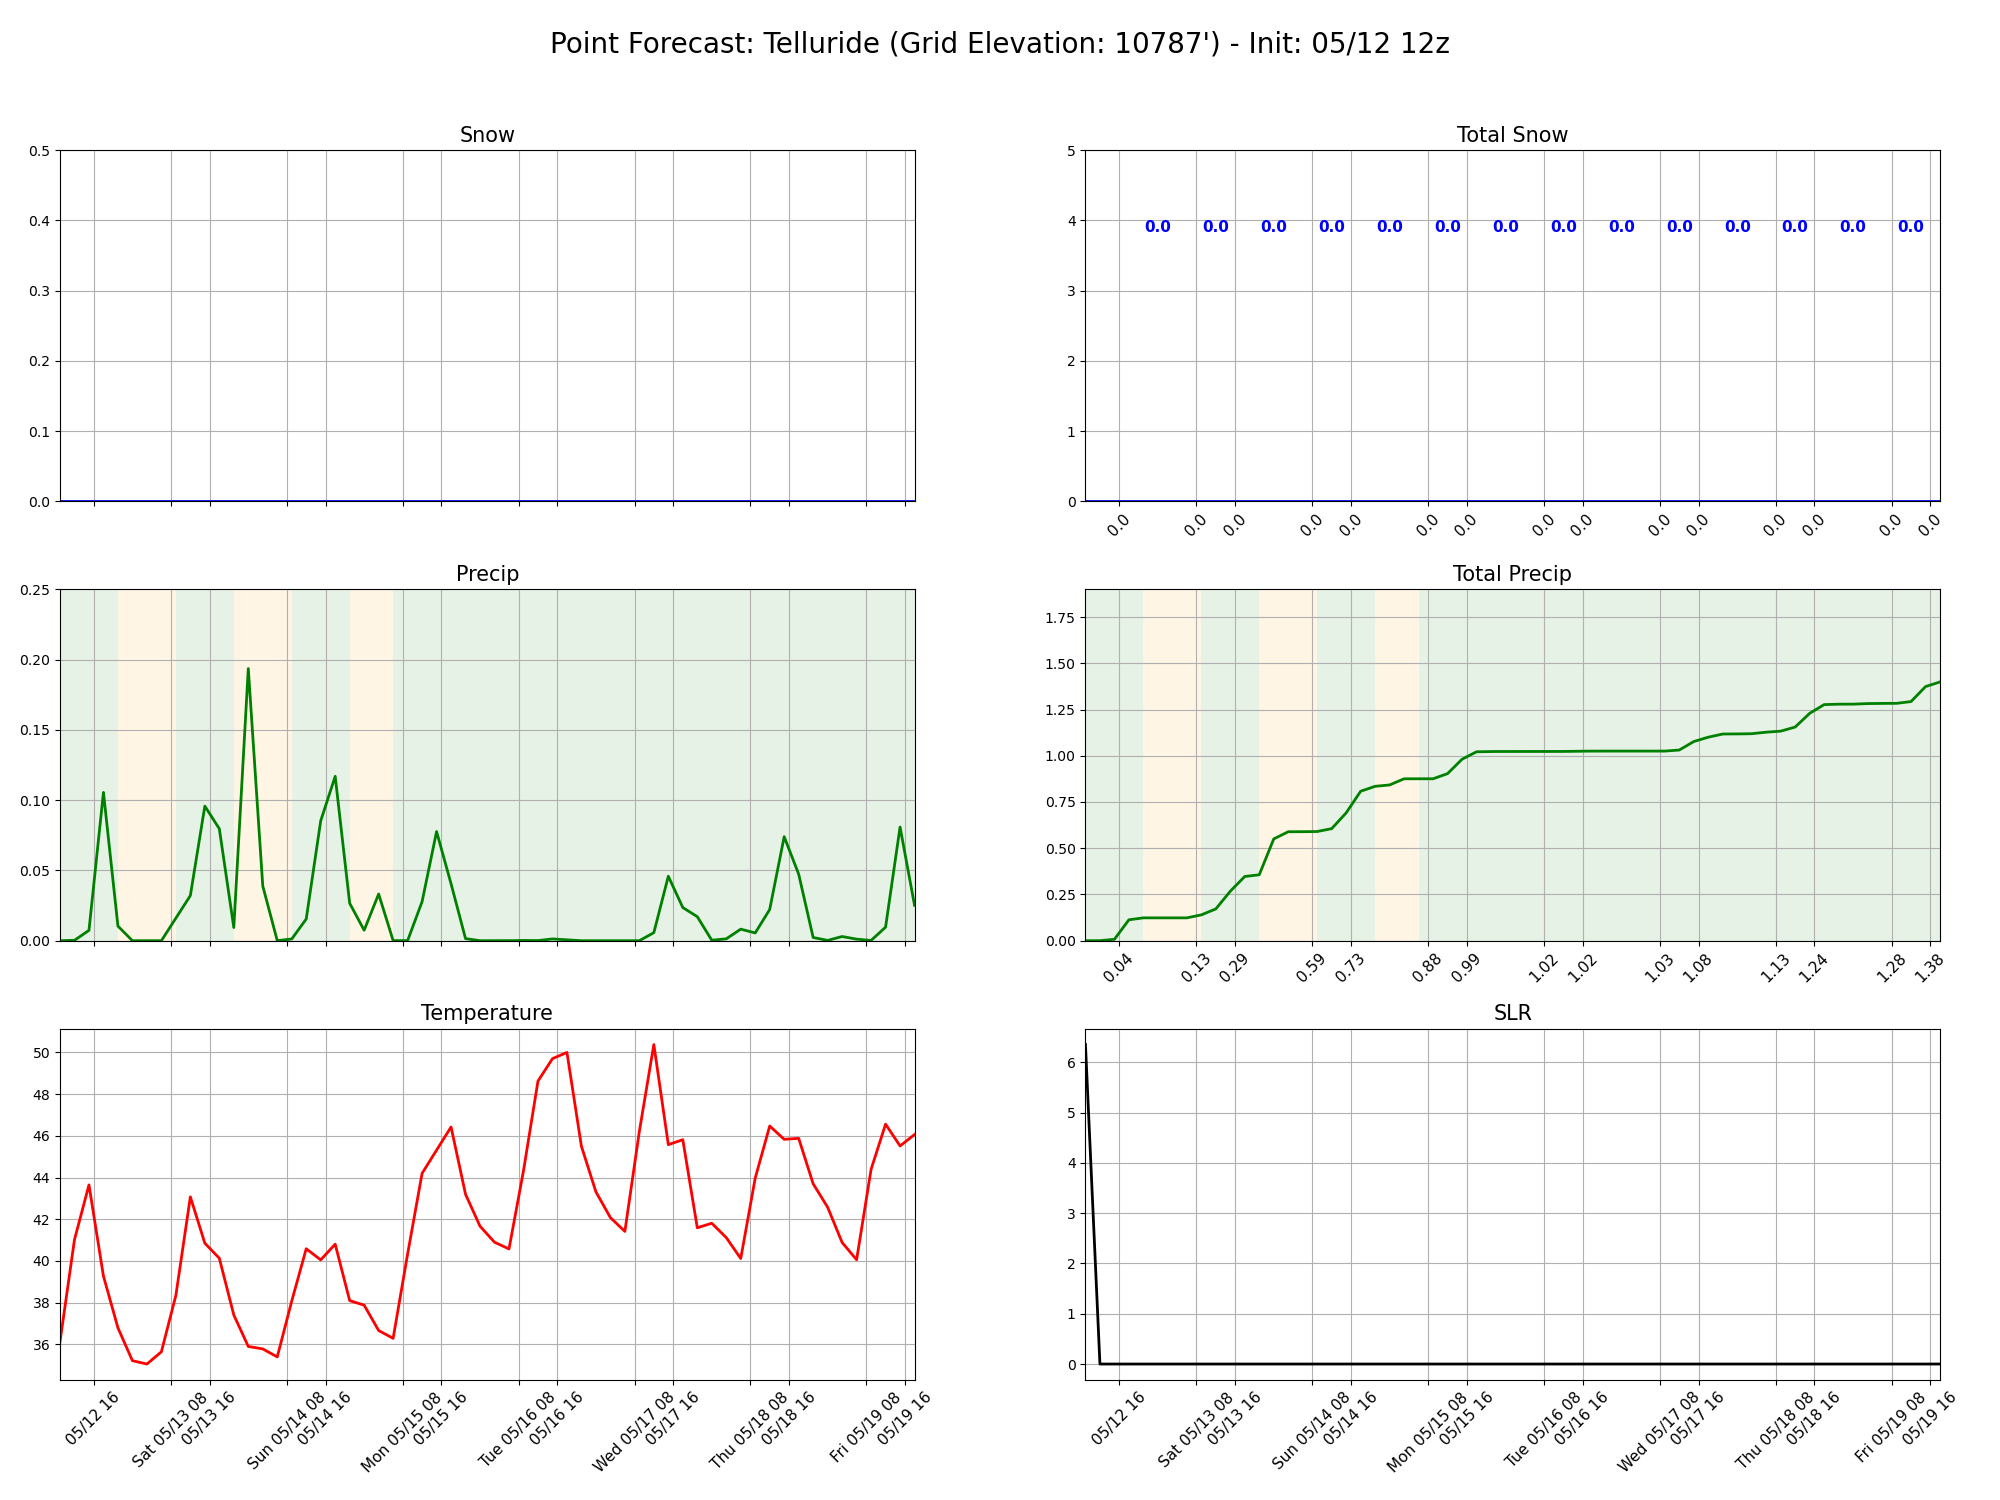 Point Forecast: Telluride (Grid Elevation: 10787') - Init: 05/12 12z
Snow
0.5
0.4
0.3
0.2
0.1
0.0
Total Snow
5
4
3
2
1
0
0.0 0.0 0.0 0.0 0.0 0.0 0.0 0.0 0.0 0.0 0.0 0.0 0.0 0.0
0.0 0.0 0.0 0.0 0.0 0.0 0.0 0.0 0.0 0.0 0.0 0.0 0.0 0.0 0.0
Precip
0.25
0.20
0.15
0.10
0.05
0.00
Total Precip
1.75
1.50
1.25
1.00
0.75
0.50
0.25
0.00
0.04 0.13 0.29 0.59 0.73 0.88 0.99 1.02 1.02 1.03 1.08 1.13 1.24 1.28 1.38
Temperature
50
48
46
44
42
40
38
36
05/12 16
Sat 05/13 08
05/13 16
Sun 05/14 08
05/14 16
Mon 05/15 08
05/15 16
Tue 05/16 08
05/16 16
Wed 05/17 08
05/17 16
Thu 05/18 08
05/18 16
Fri 05/19 08
05/19 16
SLR
6
5
4
3
2
1
0
05/12 16
Sat 05/13 08
05/13 16
Sun 05/14 08
05/14 16
Mon 05/15 08
05/15 16
Tue 05/16 08
05/16 16
Wed 05/17 08
05/17 16
Thu 05/18 08
05/18 16
Fri 05/19 08
05/19 16